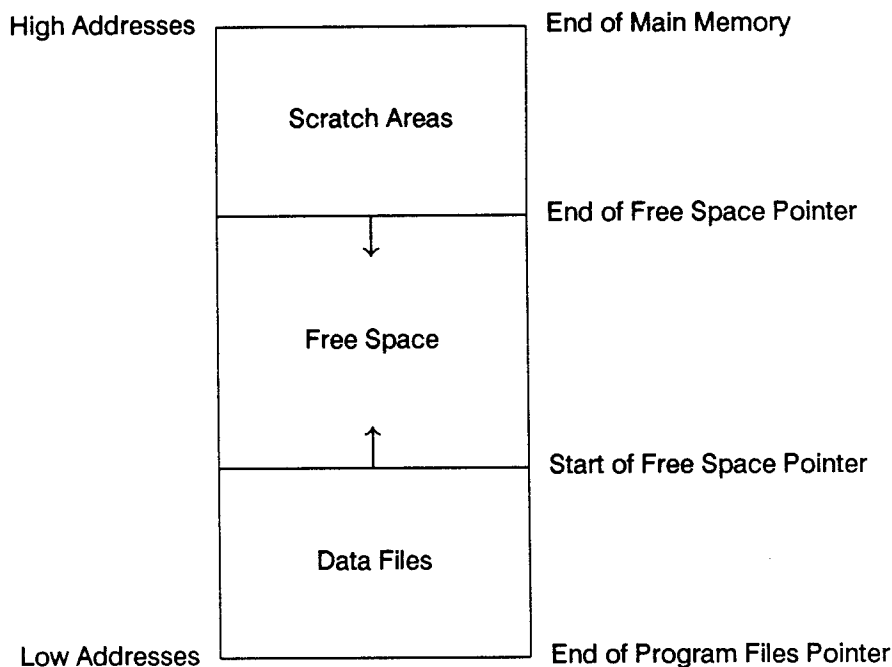 High Addresses
End of Main Memory
Scratch Areas
End of Free Space Pointer
Free Space
Start of Free Space Pointer
Data Files
Low Addresses
End of Program Files Pointer